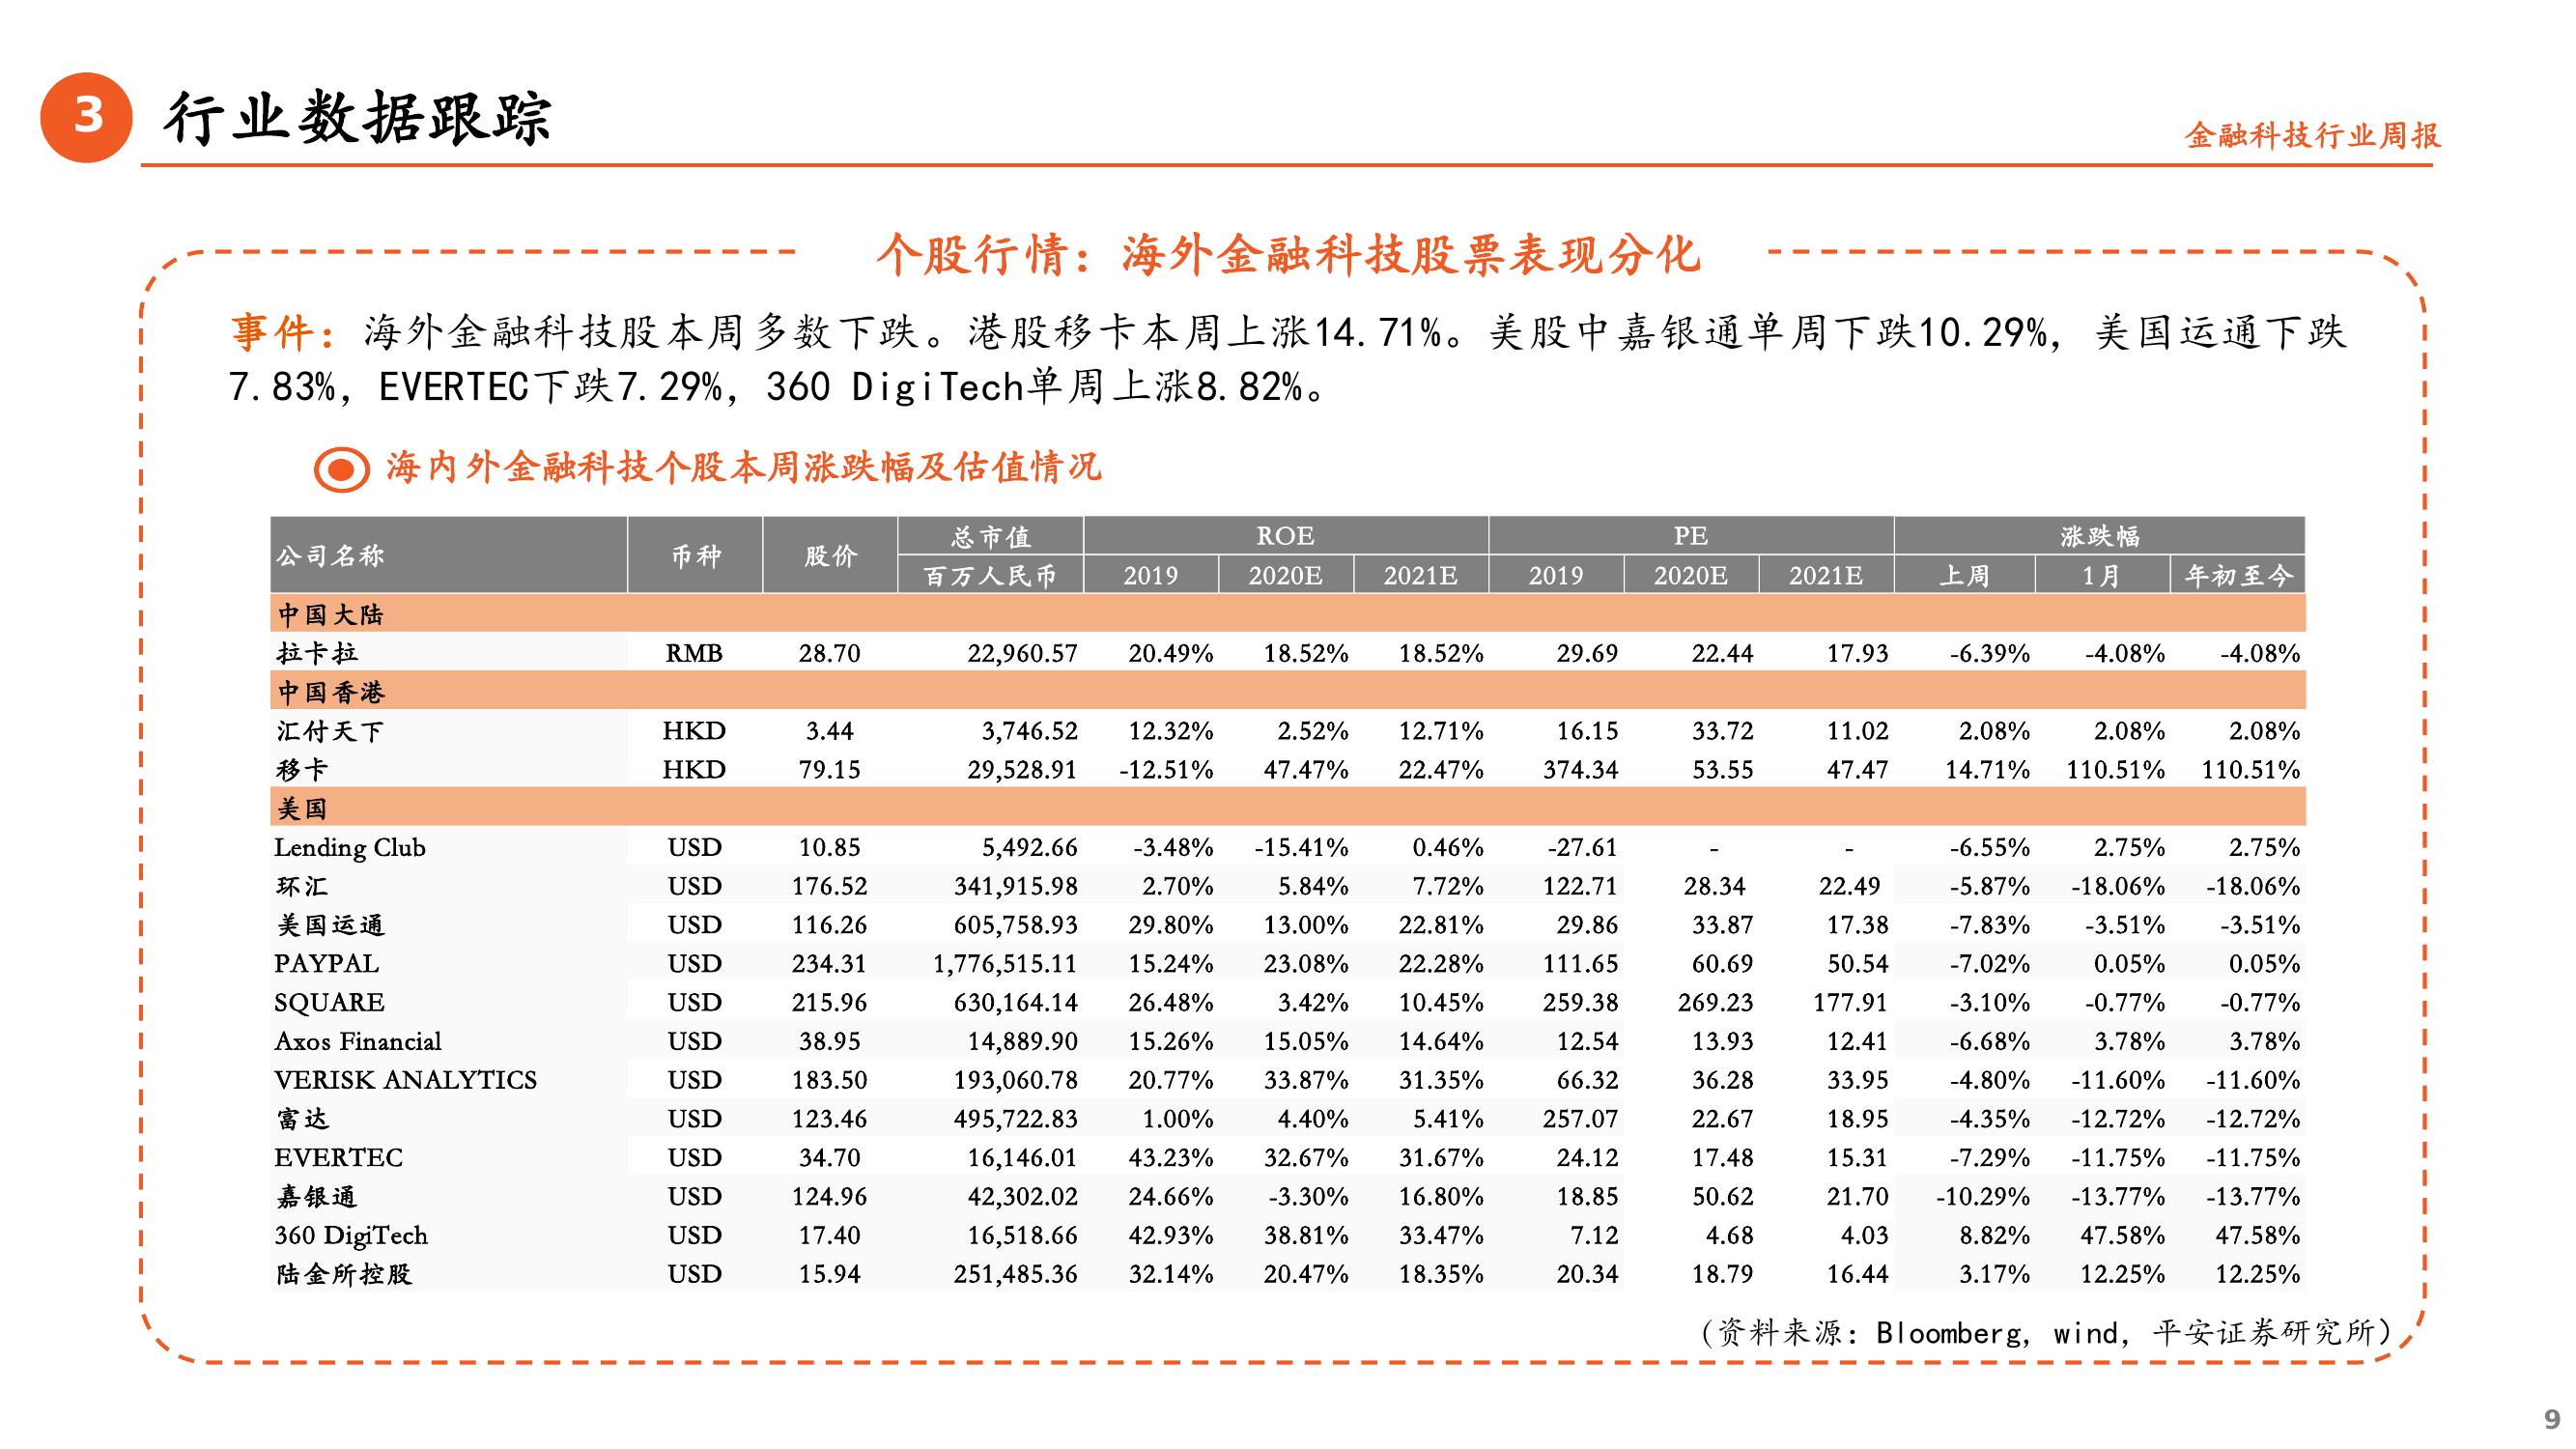 3 行业数据跟踪
金融科技行业周报
个股行情：海外金融科技股票表现分化
事件：海外金融科技股本周多数下跌。港股移卡本周上涨14.71%。美股中嘉银通单周下跌10.29%，美国运通下跌
7.83%，EVERTEC下跌7.29%，360 DigiTech单周上涨8.82%。
海内外金融科技个股本周涨跌幅及估值情况
公司名称 币种 股价 总市值 ROE PE 涨跌幅
百万人民币 2019 2020E 2021E 2019 2020E 2021E 上周 1月 年初至今
中国大陆
拉卡拉 RMB 28.70 22,960.57 20.49% 18.52% 18.52% 29.69 22.44 17.93 -6.39% -4.08% -4.08%
中国香港
汇付天下 HKD 3.44 3,746.52 12.32% 2.52% 12.71% 16.15 33.72 11.02 2.08% 2.08% 2.08%
移卡 HKD 79.15 29,528.91 -12.51% 47.47% 22.47% 374.34 53.55 47.47 14.71% 110.51% 110.51%
美国
Lending Club USD 10.85 5,492.66 -3.48% -15.41% 0.46% -27.61 - - -6.55% 2.75% 2.75%
环汇 USD 176.52 341,915.98 2.70% 5.84% 7.72% 122.71 28.34 22.49 -5.87% -18.06% -18.06%
美国运通 USD 116.26 605,758.93 29.80% 13.00% 22.81% 29.86 33.87 17.38 -7.83% -3.51% -3.51%
PAYPAL USD 234.31 1,776,515.11 15.24% 23.08% 22.28% 111.65 60.69 50.54 -7.02% 0.05% 0.05%
SQUARE USD 215.96 630,164.14 26.48% 3.42% 10.45% 259.38 269.23 177.91 -3.10% -0.77% -0.77%
Axos Financial USD 38.95 14,889.90 15.26% 15.05% 14.64% 12.54 13.93 12.41 -6.68% 3.78% 3.78%
VERISK ANALYTICS USD 183.50 193,060.78 20.77% 33.87% 31.35% 66.32 36.28 33.95 -4.80% -11.60% -11.60%
富达 USD 123.46 495,722.83 1.00% 4.40% 5.41% 257.07 22.67 18.95 -4.35% -12.72% -12.72%
EVERTEC USD 34.70 16,146.01 43.23% 32.67% 31.67% 24.12 17.48 15.31 -7.29% -11.75% -11.75%
嘉银通 USD 124.96 42,302.02 24.66% -3.30% 16.80% 18.85 50.62 21.70 -10.29% -13.77% -13.77%
360 DigiTech USD 17.40 16,518.66 42.93% 38.81% 33.47% 7.12 4.68 4.03 8.82% 47.58% 47.58%
陆金所控股 USD 15.94 251,485.36 32.14% 20.47% 18.35% 20.34 18.79 16.44 3.17% 12.25% 12.25%
（资料来源：Bloomberg, wind, 平安证券研究所）
9